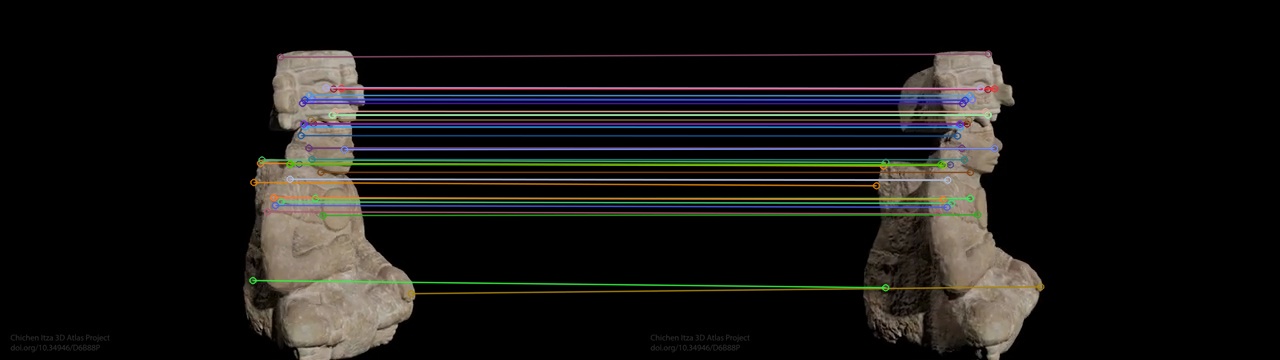 Chichen Itza 3D Atlas Project
doi.org/10.34946/D6B88P
Chichen Itza 3D Atlas Project
doi.org/10.34946/D6B88P